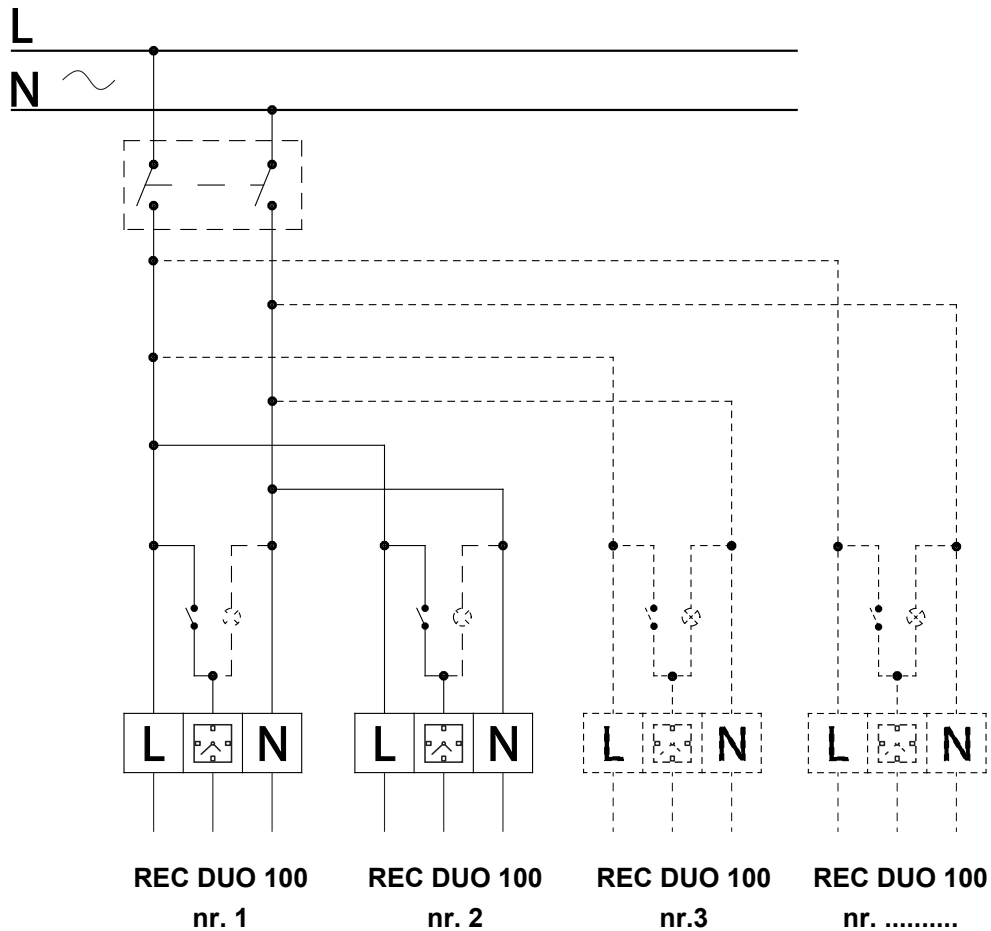 L
N
L N L N L N L N
REC DUO 100 REC DUO 100 REC DUO 100 REC DUO 100
nr. 1 nr. 2 nr.3 nr. ..........